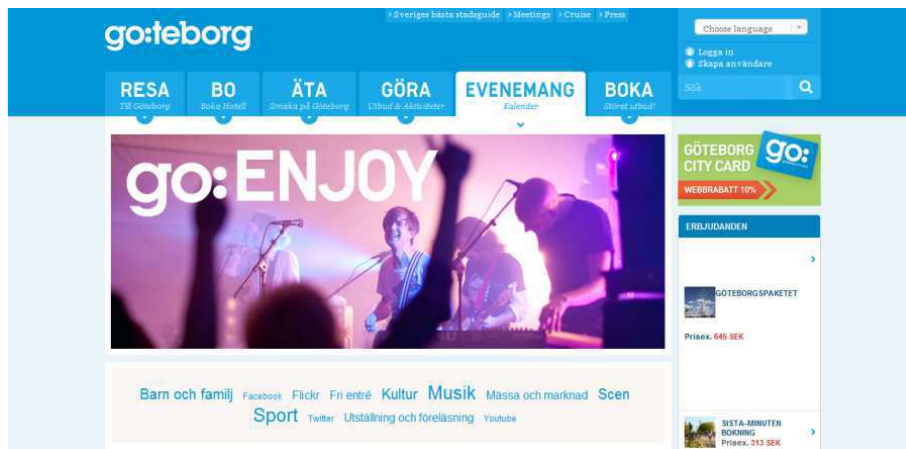 › Sveriges bästa stadsguide › Meetings › Cruise › Press
go:teborg
Choose language
Logga in
Skapa användare
Sök
RESA
Till Göteborg
BO
Boka Hotell
ÄTA
Smaka på Göteborg
GÖRA
Utbud & Aktiviteter
EVENEMANG
Kalender
BOKA
Störst utbud!
go:ENJOY
GÖTEBORG
CITY CARD
go:
WEBBRABATT 10%
ERBJUDANDEN
GÖTEBORGSPAKETET
Prisex. 645 SEK
Barn och familj Facebook Flickr Fri entré Kultur Musik Mässa och marknad Scen
Sport Twitter Utställning och föreläsning Youtube
SISTA-MINUTEN
BOKNING
Prisex. 313 SEK